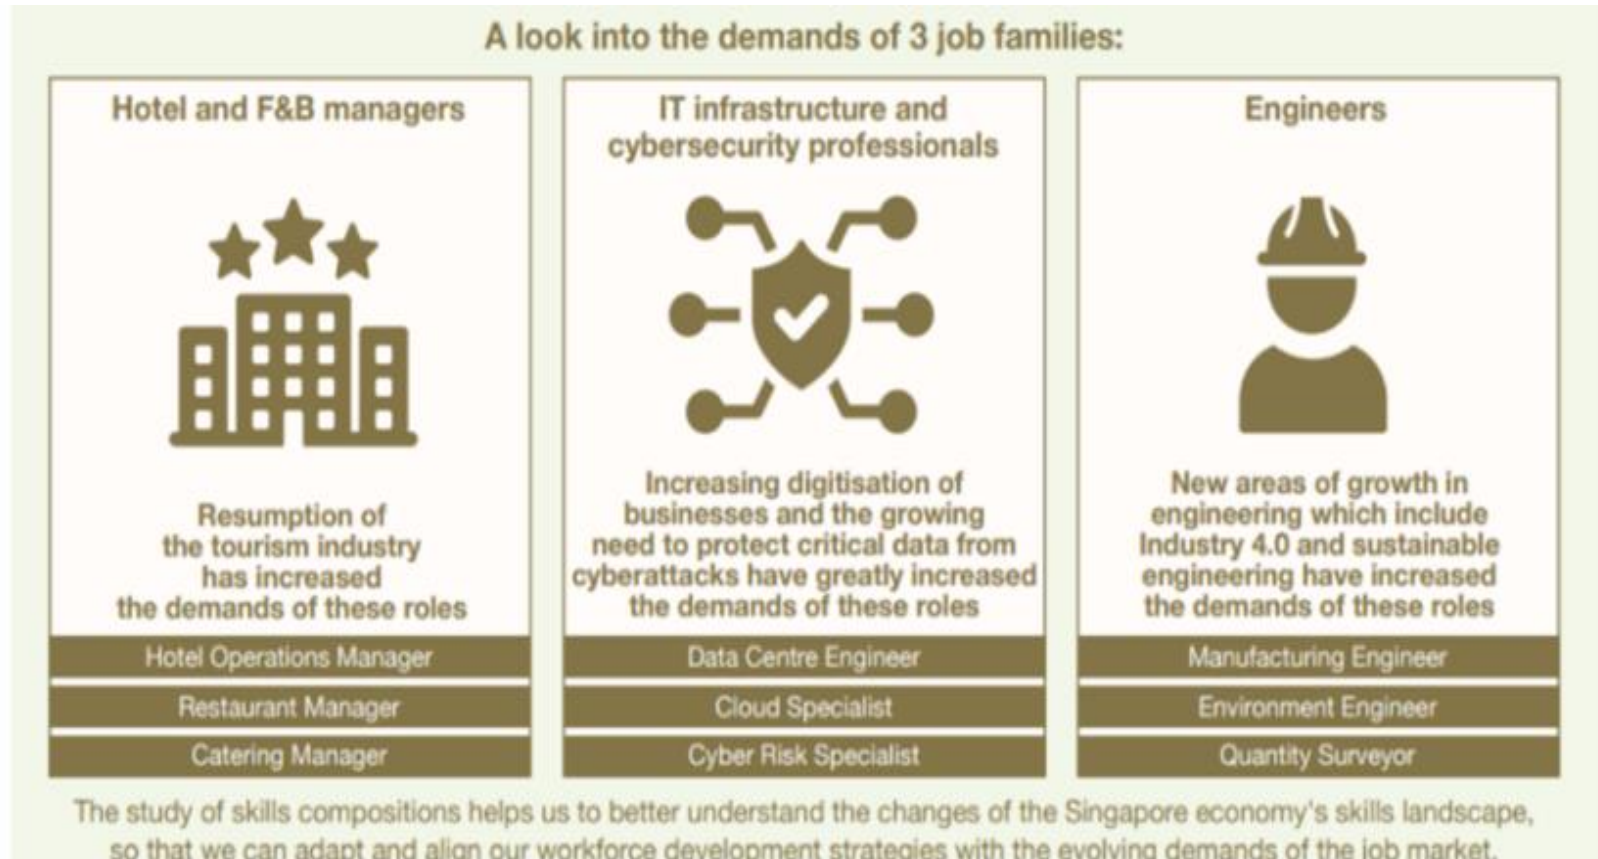 A look into the demands of 3 job families:
Hotel and F&B managers
Resumption of
the tourism industry
has increased
the demands of these roles
Hotel Operations Manager
Restaurant Manager
Catering Manager
IT infrastructure and
cybersecurity professionals
Increasing digitisation of
businesses and the growing
need to protect critical data from
cyberattacks have greatly increased
the demands of these roles
Data Centre Engineer
Cloud Specialist
Cyber Risk Specialist
Engineers
New areas of growth in
engineering which include
Industry 4.0 and sustainable
engineering have increased
the demands of these roles
Manufacturing Engineer
Environment Engineer
Quantity Surveyor
The study of skills compositions helps us to better understand the changes of the Singapore economy's skills landscape,
so that we can adapt and align our workforce development strategies with the evolving demands of the job market.